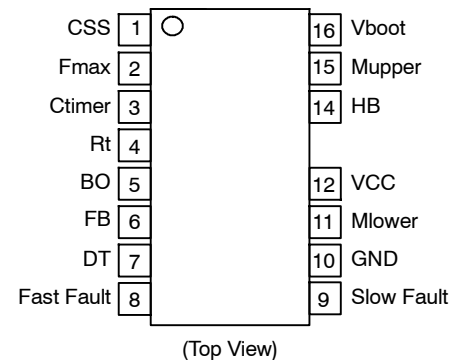 CSS 1 16 Vboot
Fmax 2 15 Mupper
Ctimer 3 14 HB
Rt 4
BO 5 12 VCC
FB 6 11 Mlower
DT 7 10 GND
Fast Fault 8 9 Slow Fault
(Top View)